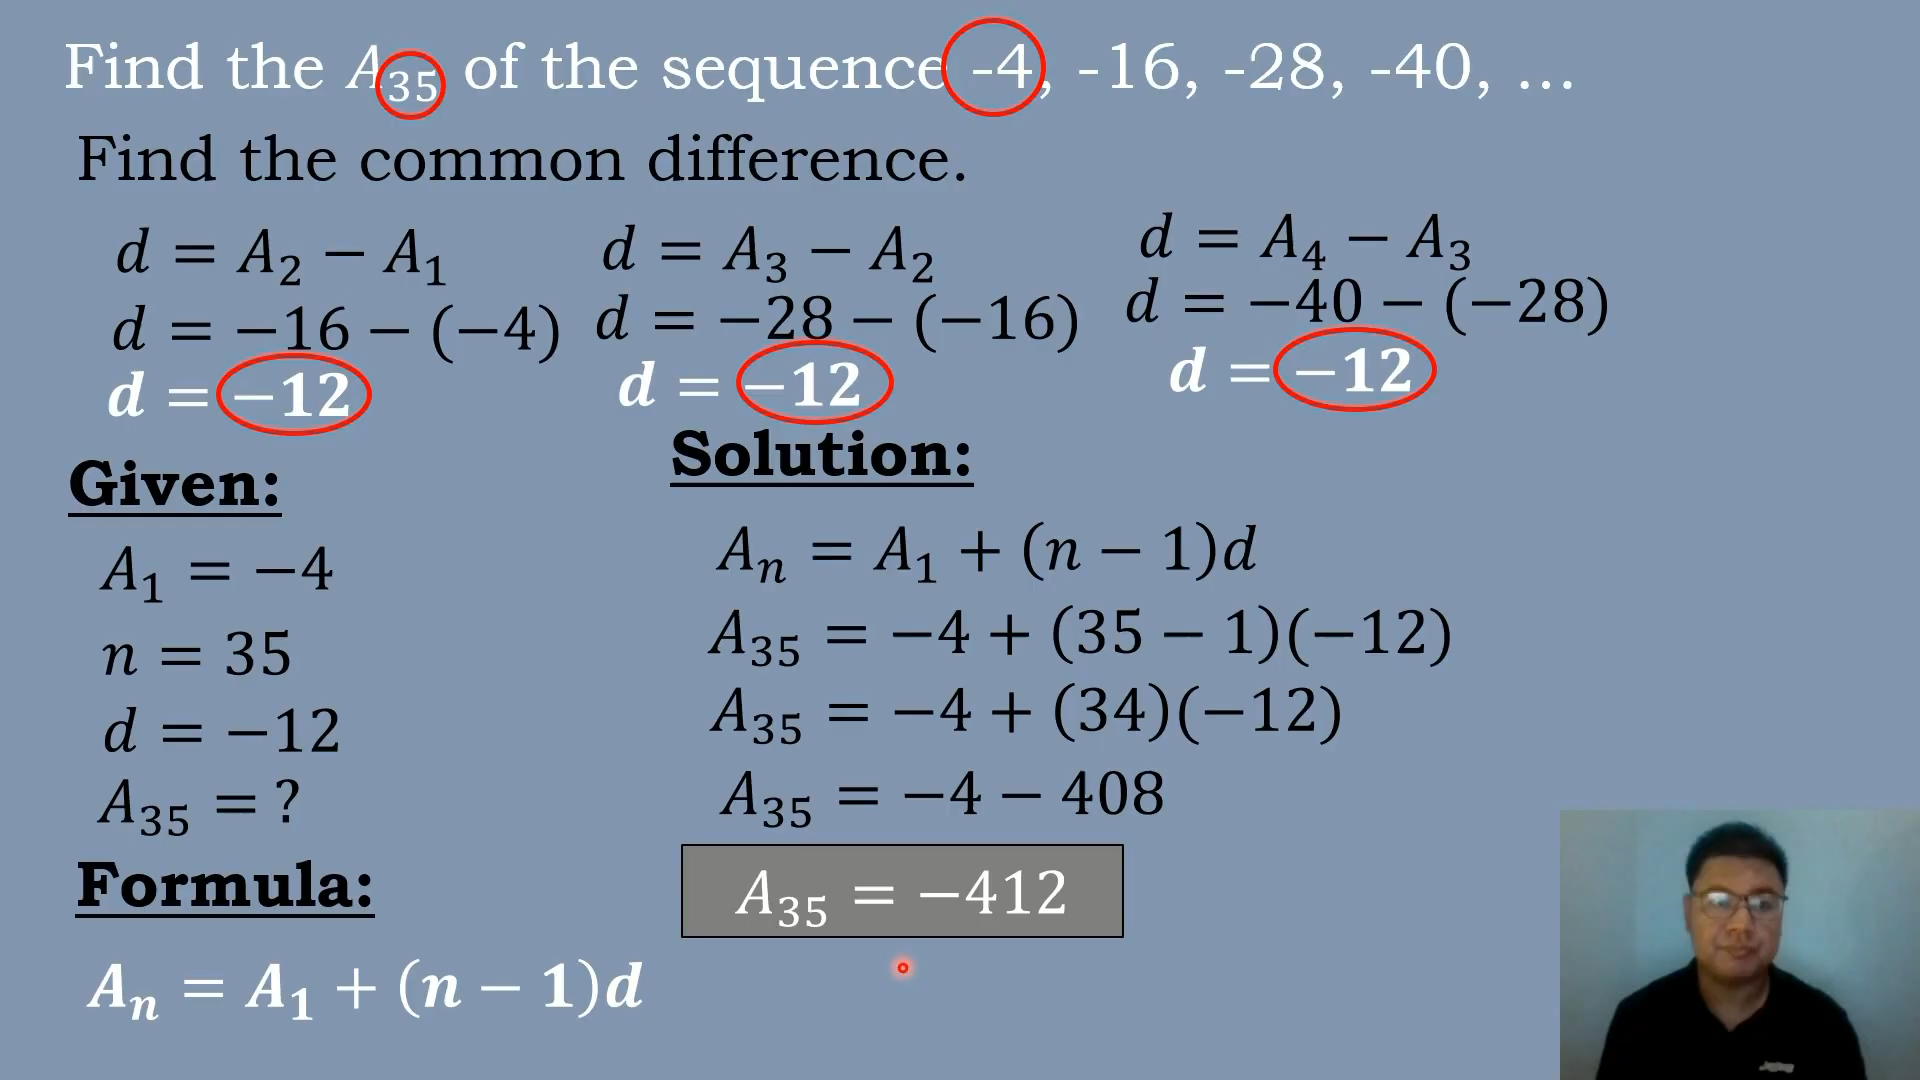 Find the A₃₅ of the sequence -4, -16, -28, -40, …
Find the common difference.
d = A₂ − A₁
d = −16 − (−4)
d = −12
d = A₃ − A₂
d = −28 − (−16)
d = −12
d = A₄ − A₃
d = −40 − (−28)
d = −12
Given:
A₁ = −4
n = 35
d = −12
A₃₅ = ?
Formula:
Aₙ = A₁ + (n − 1)d
Solution:
Aₙ = A₁ + (n − 1)d
A₃₅ = −4 + (35 − 1)(−12)
A₃₅ = −4 + (34)(−12)
A₃₅ = −4 − 408
A₃₅ = −412